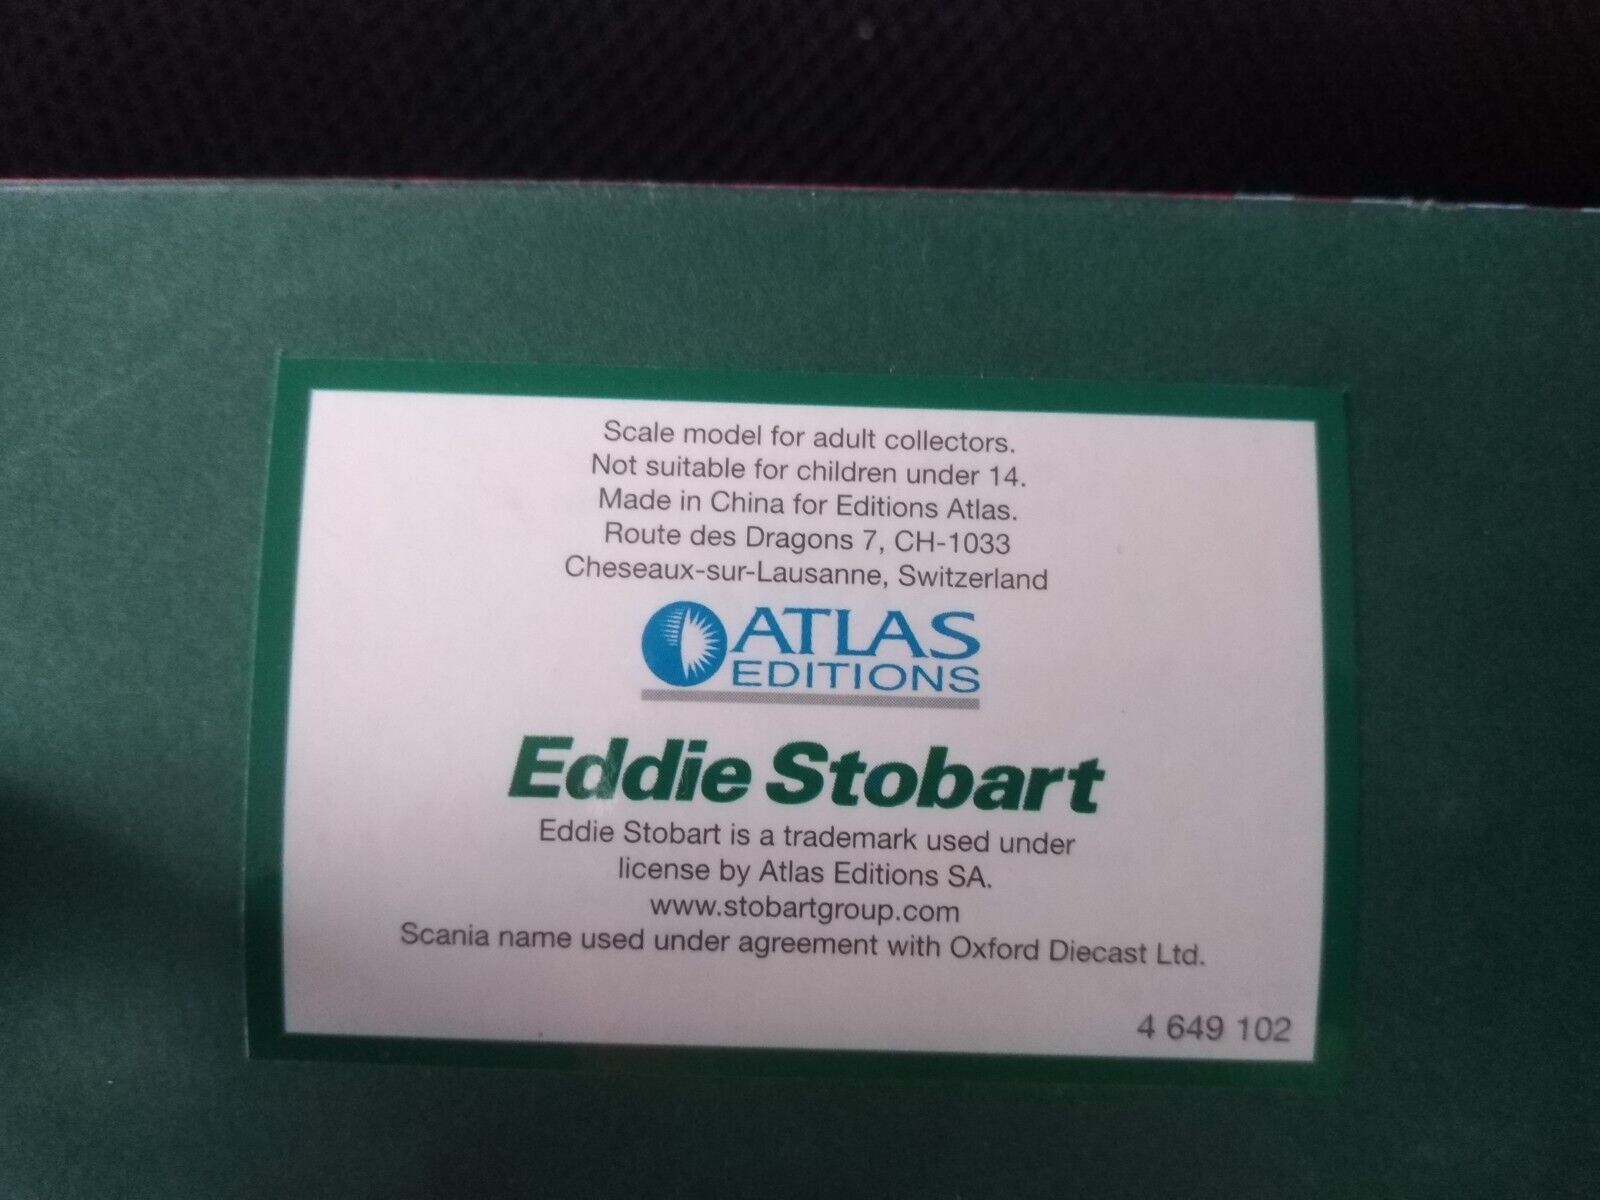 Scale model for adult collectors.
Not suitable for children under 14.
Made in China for Editions Atlas.
Route des Dragons 7, CH-1033
Cheseaux-sur-Lausanne, Switzerland
ATLAS
EDITIONS
Eddie Stobart
Eddie Stobart is a trademark used under
license by Atlas Editions SA.
www.stobartgroup.com
Scania name used under agreement with Oxford Diecast Ltd.
4 649 102